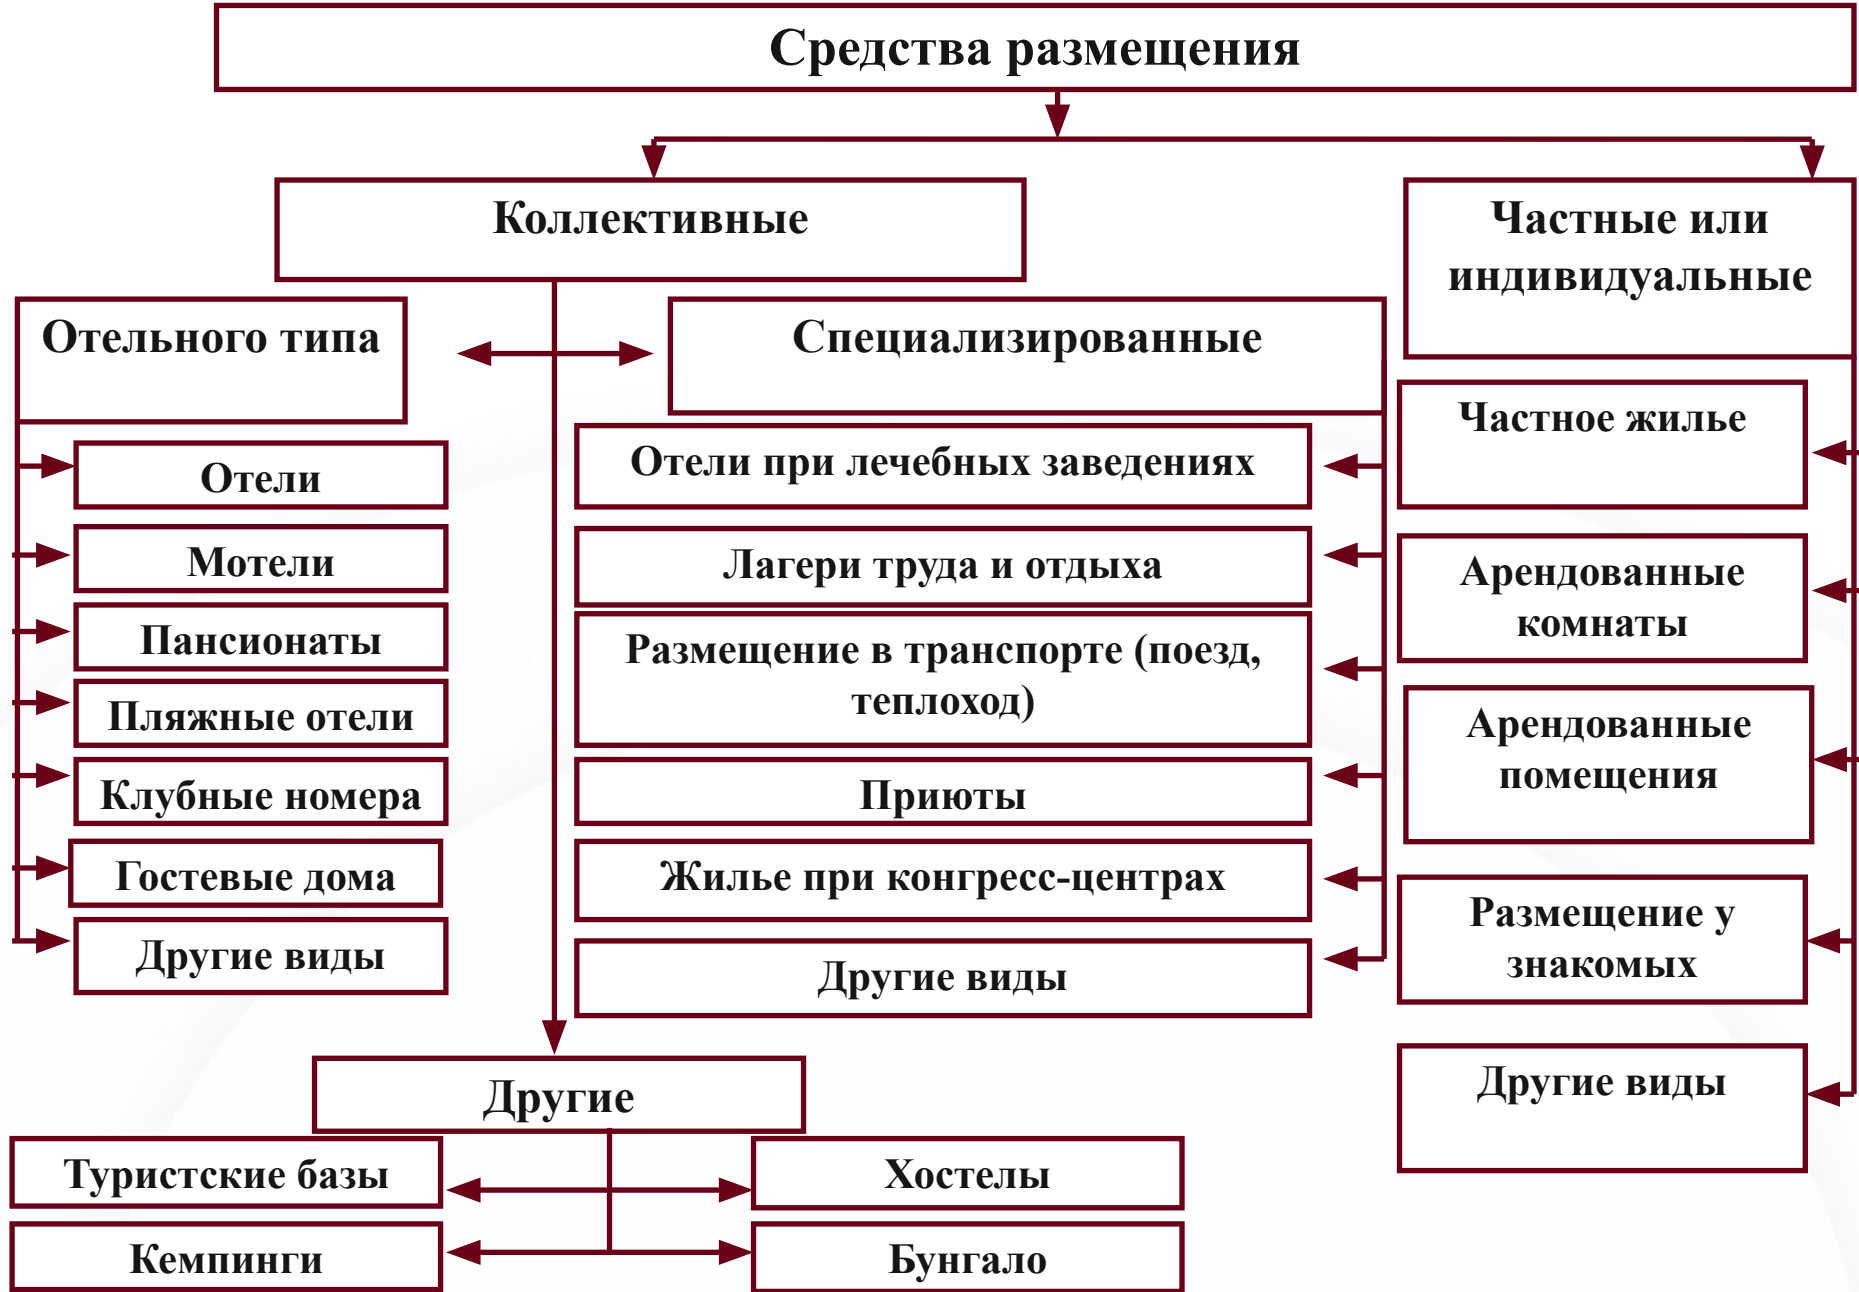 Средства размещения
Коллективные
Частные или
индивидуальные
Отельного типа
Отели
Мотели
Пансионаты
Пляжные отели
Клубные номера
Гостевые дома
Другие виды
Специализированные
Отели при лечебных заведениях
Лагери труда и отдыха
Размещение в транспорте (поезд,
теплоход)
Приюты
Жилье при конгресс-центрах
Другие виды
Частное жилье
Арендованные
комнаты
Арендованные
помещения
Размещение у
знакомых
Другие виды
Другие
Туристские базы
Хостелы
Кемпинги
Бунгало